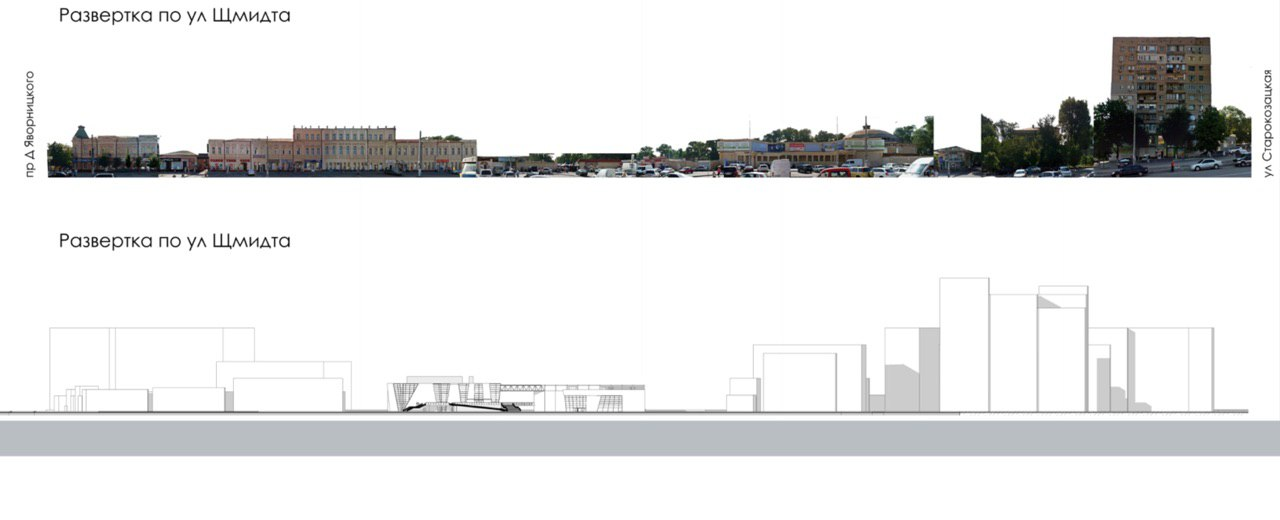 Развертка по ул Щмидта
пр Д Яворницкого
ул Старокозацкая
Развертка по ул Щмидта